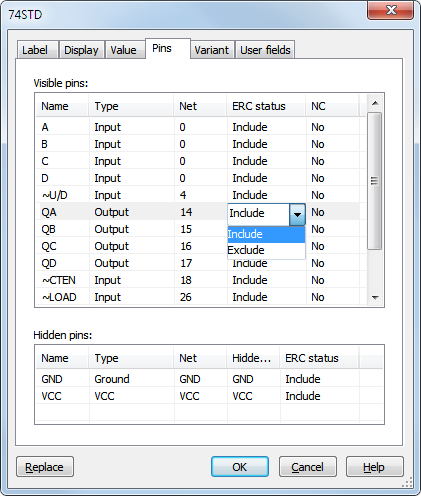 74STD
Label Display Value Pins Variant User fields
Visible pins:
Name Type Net ERC status NC
A Input 0 Include No
B Input 0 Include No
C Input 0 Include No
D Input 0 Include No
~U/D Input 4 Include No
QA Output 14 Include No
QB Output 15 Include No
QC Output 16 Exclude No
QD Output 17 Include No
~CTEN Input 18 Include No
~LOAD Input 26 Include No
Hidden pins:
Name Type Net Hidde... ERC status
GND Ground GND GND Include
VCC VCC VCC VCC Include
Replace OK Cancel Help